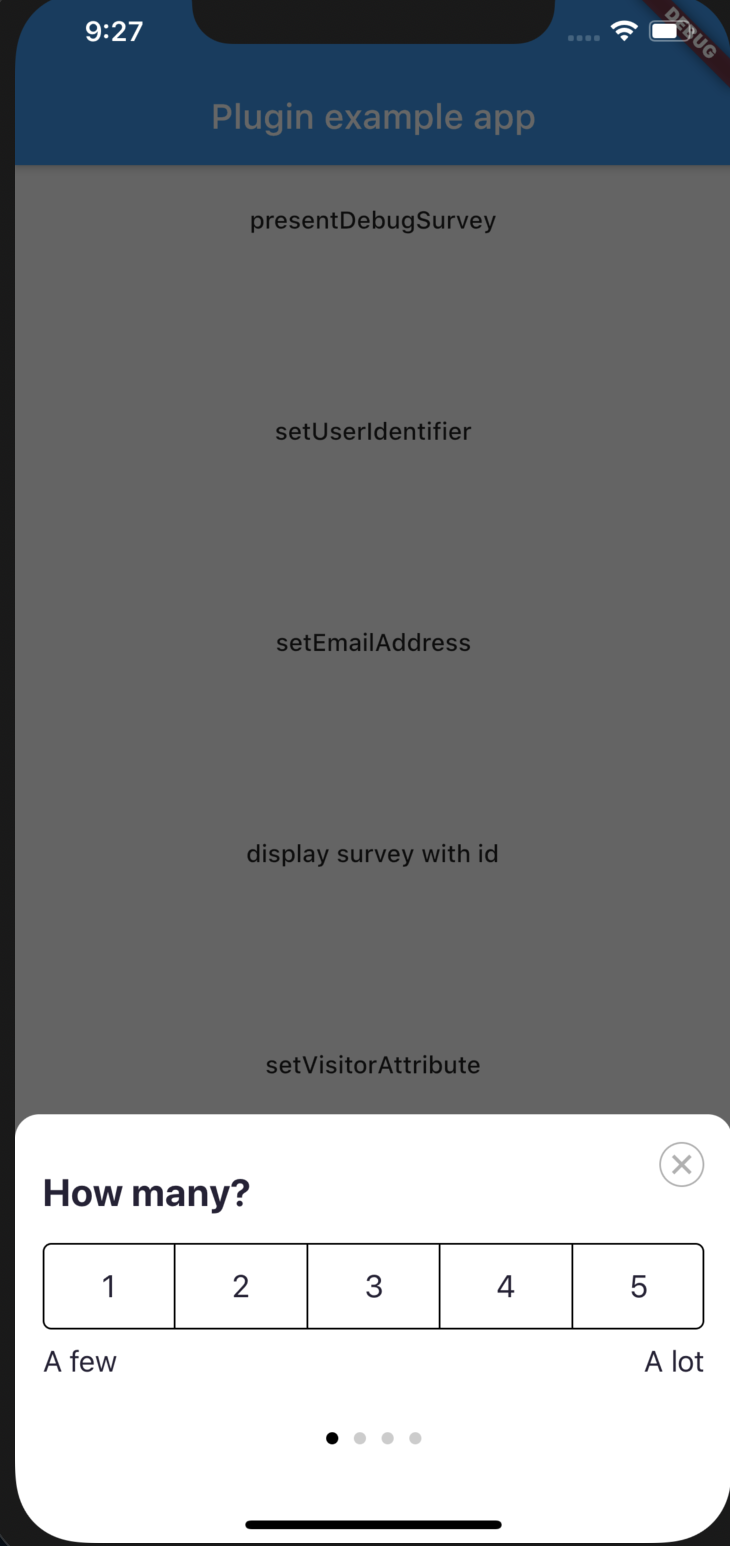 9:27
DEBUG
Plugin example app
presentDebugSurvey
setUserIdentifier
setEmailAddress
display survey with id
setVisitorAttribute
How many?
1 2 3 4 5
A few A lot